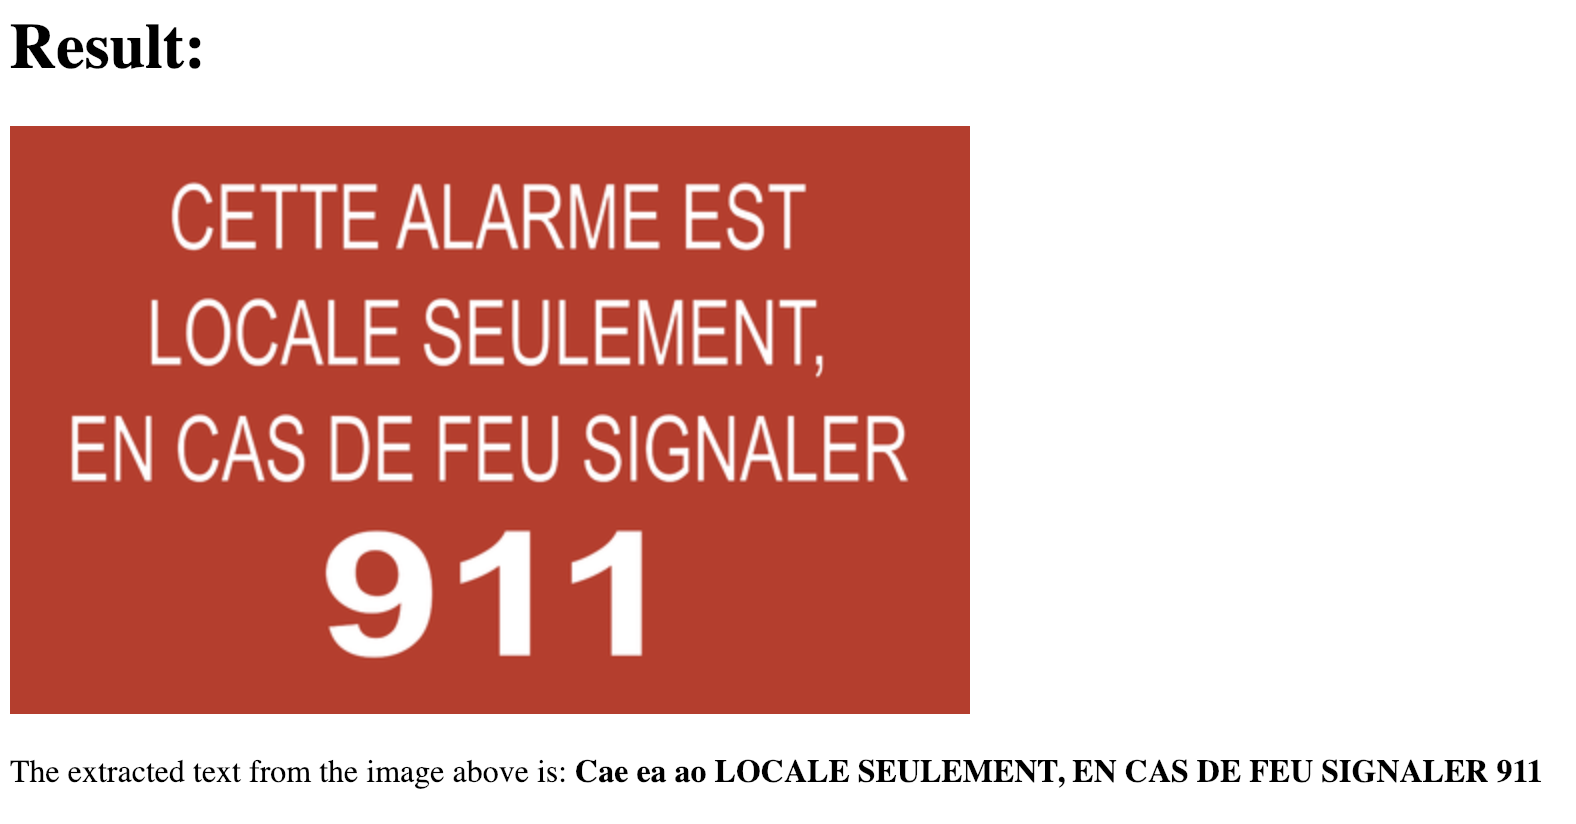 Result:
CETTE ALARME EST
LOCALE SEULEMENT,
EN CAS DE FEU SIGNALER
911
The extracted text from the image above is: Cae ea ao LOCALE SEULEMENT, EN CAS DE FEU SIGNALER 911